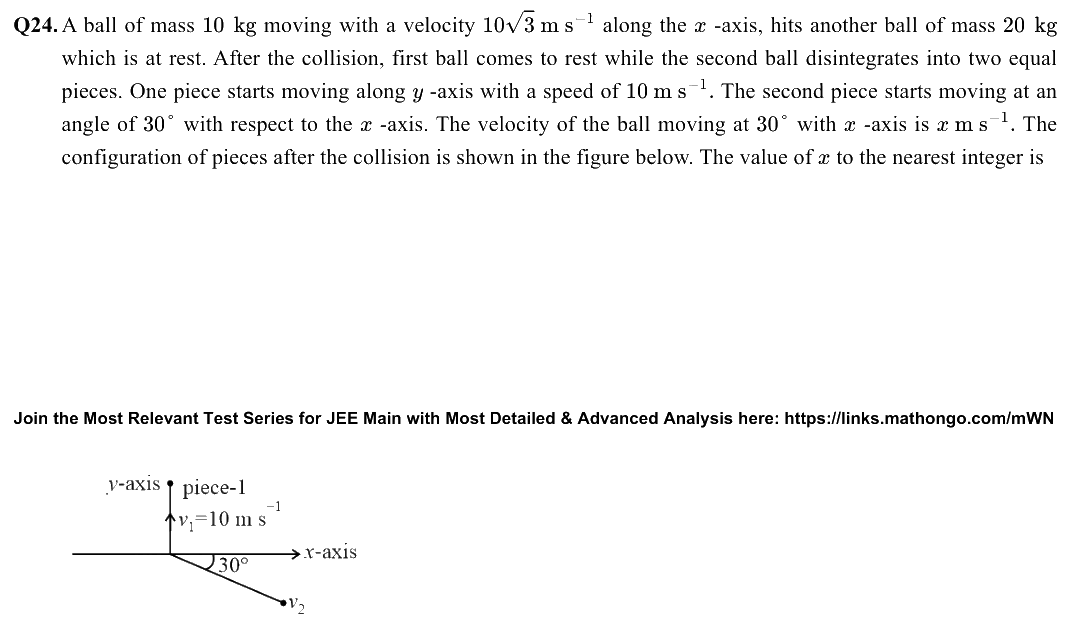 Q24. A ball of mass 10 kg moving with a velocity 10√3 m s⁻¹ along the x -axis, hits another ball of mass 20 kg
which is at rest. After the collision, first ball comes to rest while the second ball disintegrates into two equal
pieces. One piece starts moving along y -axis with a speed of 10 m s⁻¹. The second piece starts moving at an
angle of 30° with respect to the x -axis. The velocity of the ball moving at 30° with x -axis is x m s⁻¹. The
configuration of pieces after the collision is shown in the figure below. The value of x to the nearest integer is
Join the Most Relevant Test Series for JEE Main with Most Detailed & Advanced Analysis here: https://links.mathongo.com/mWN
y-axis piece-1
v₁=10 m s⁻¹
x-axis
30°
v₂